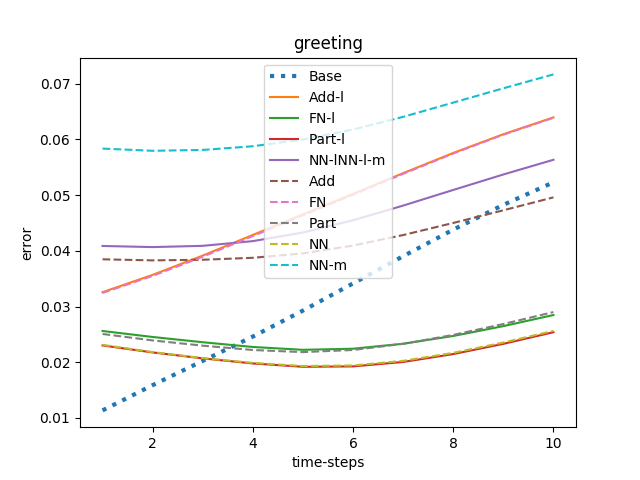 greeting
0.07
0.06
0.05
0.04
0.03
0.02
0.01
error
Base
Add-l
FN-l
Part-l
NN-lNN-l-m
Add
FN
Part
NN
NN-m
2
4
6
8
10
time-steps